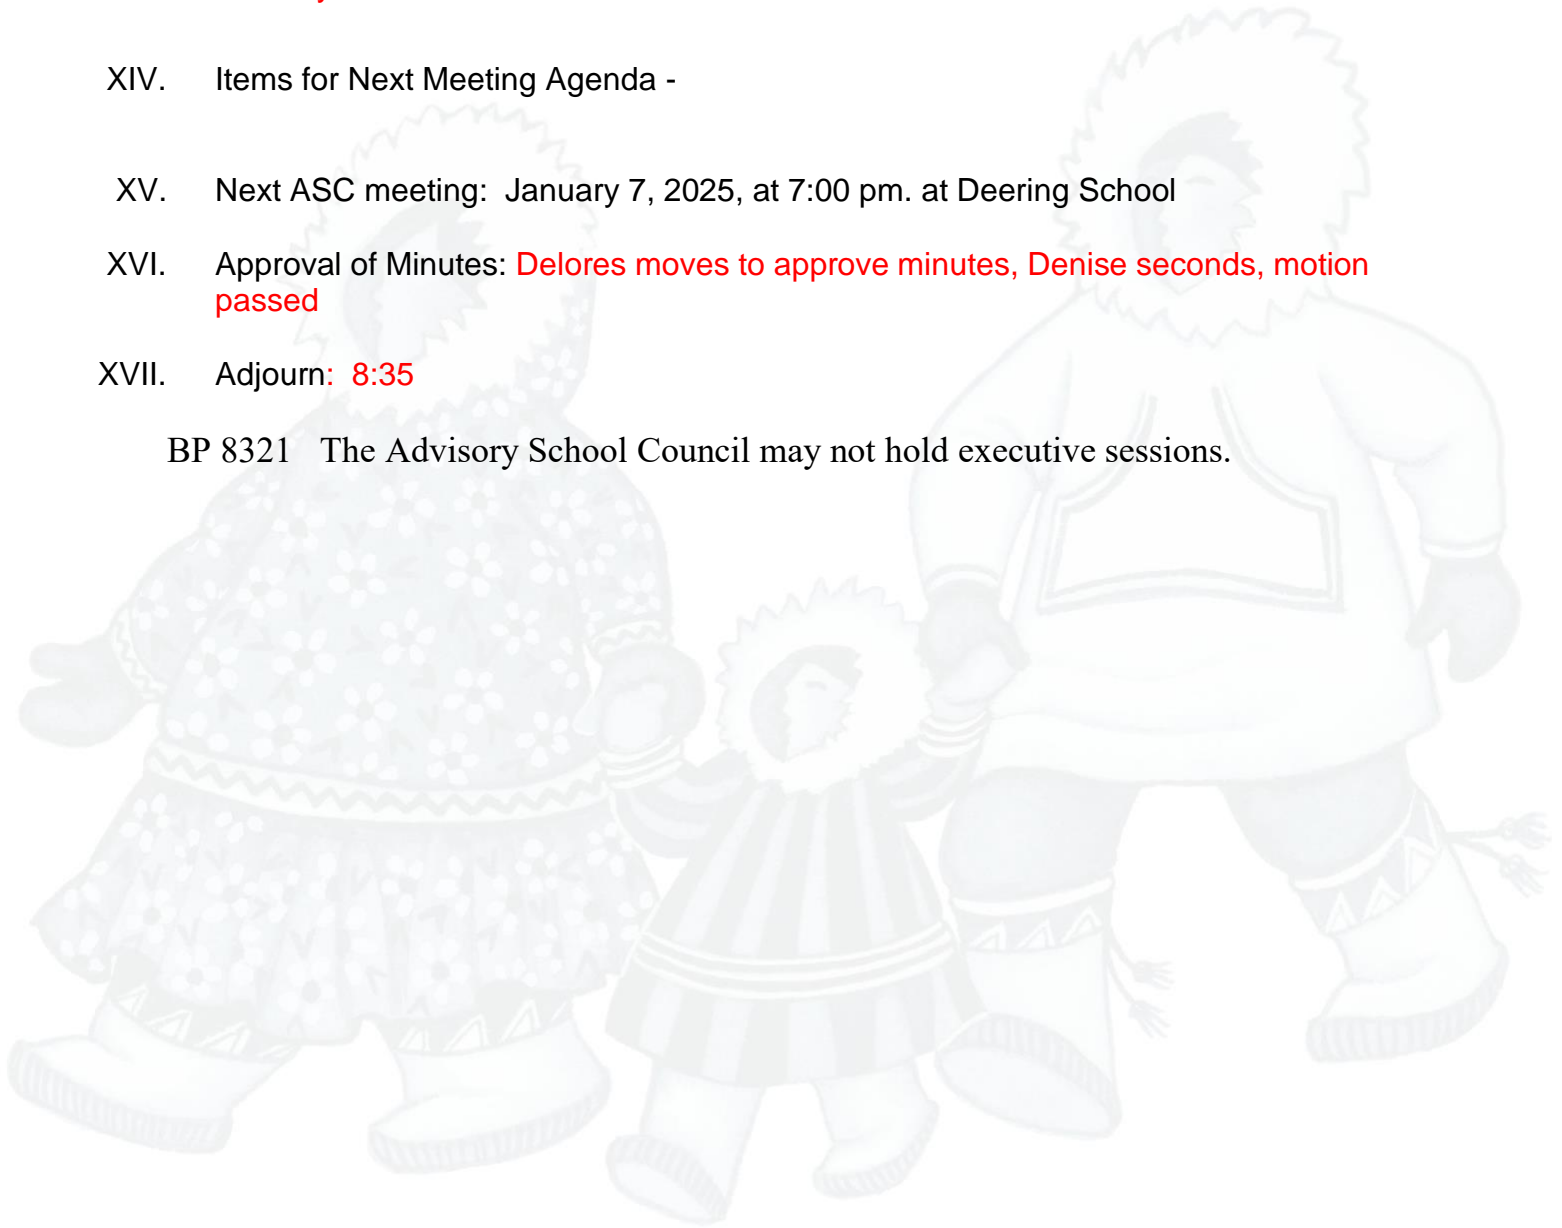 XIV. Items for Next Meeting Agenda -
XV. Next ASC meeting:  January 7, 2025, at 7:00 pm. at Deering School
XVI. Approval of Minutes: Delores moves to approve minutes, Denise seconds, motion
passed
XVII. Adjourn:  8:35
BP 8321   The Advisory School Council may not hold executive sessions.